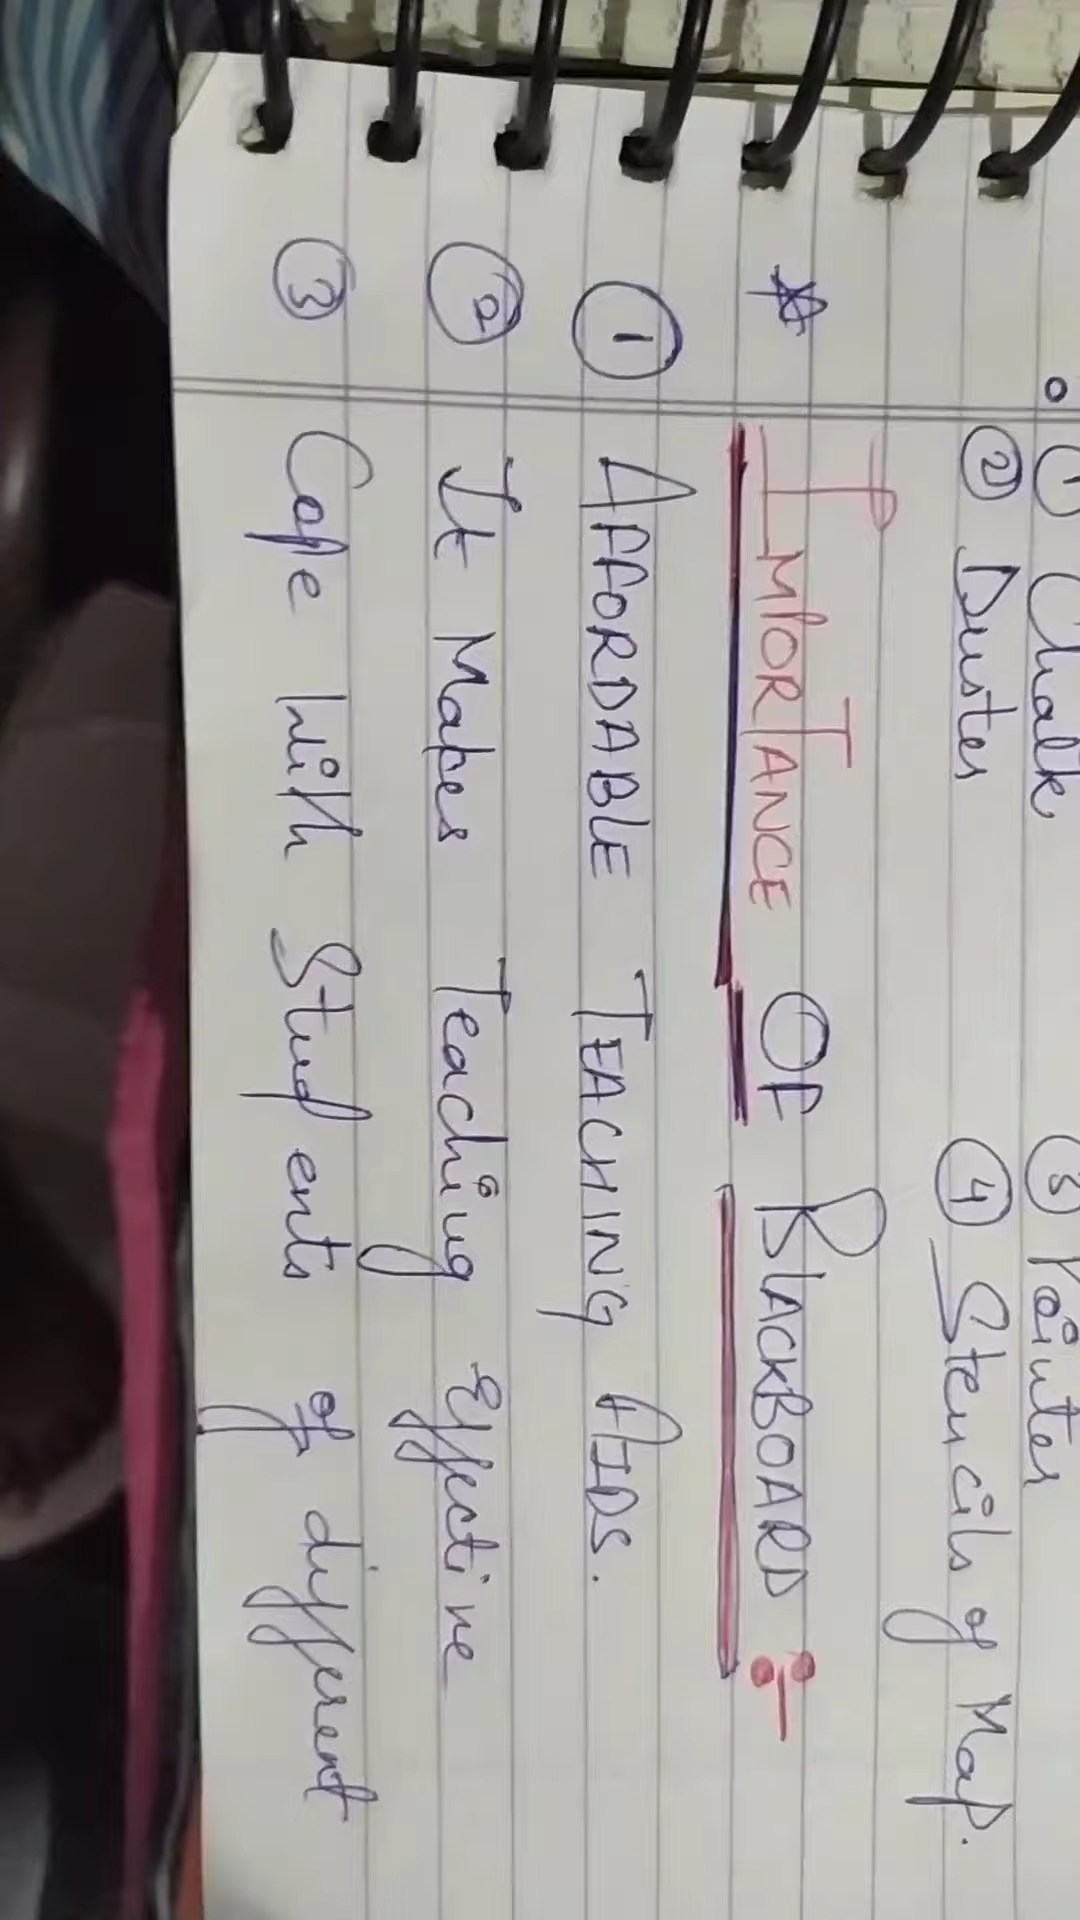 ① Chalk ③ Pointer
② Duster ④ Stencils of Map.
* IMPORTANCE OF BLACKBOARD :-
① AFFORDABLE TEACHING AIDS.
② It Makes Teaching Effective
③ Cope with Students of different